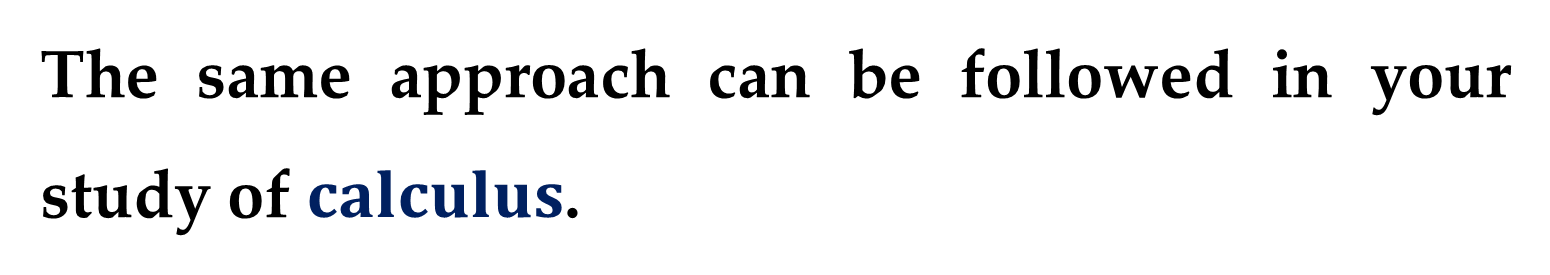 The same approach can be followed in your
study of calculus.